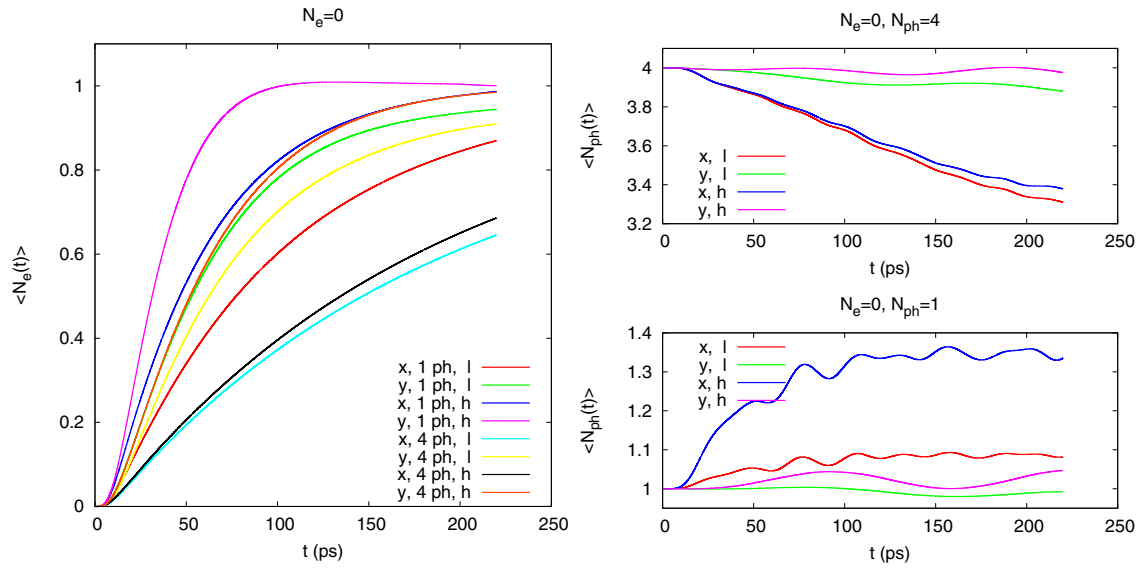 N_e=0
<N_e(t)>
1
0.8
0.6
0.4
0.2
0
0 50 100 150 200 250
t (ps)
x, 1 ph, l
y, 1 ph, l
x, 1 ph, h
y, 1 ph, h
x, 4 ph, l
y, 4 ph, l
x, 4 ph, h
y, 4 ph, h
N_e=0, N_ph=4
<N_ph(t)>
4
3.8
3.6
3.4
3.2
x, l
y, l
x, h
y, h
0 50 100 150 200 250
t (ps)
N_e=0, N_ph=1
<N_ph(t)>
1.4
1.3
1.2
1.1
1
x, l
y, l
x, h
y, h
0 50 100 150 200 250
t (ps)